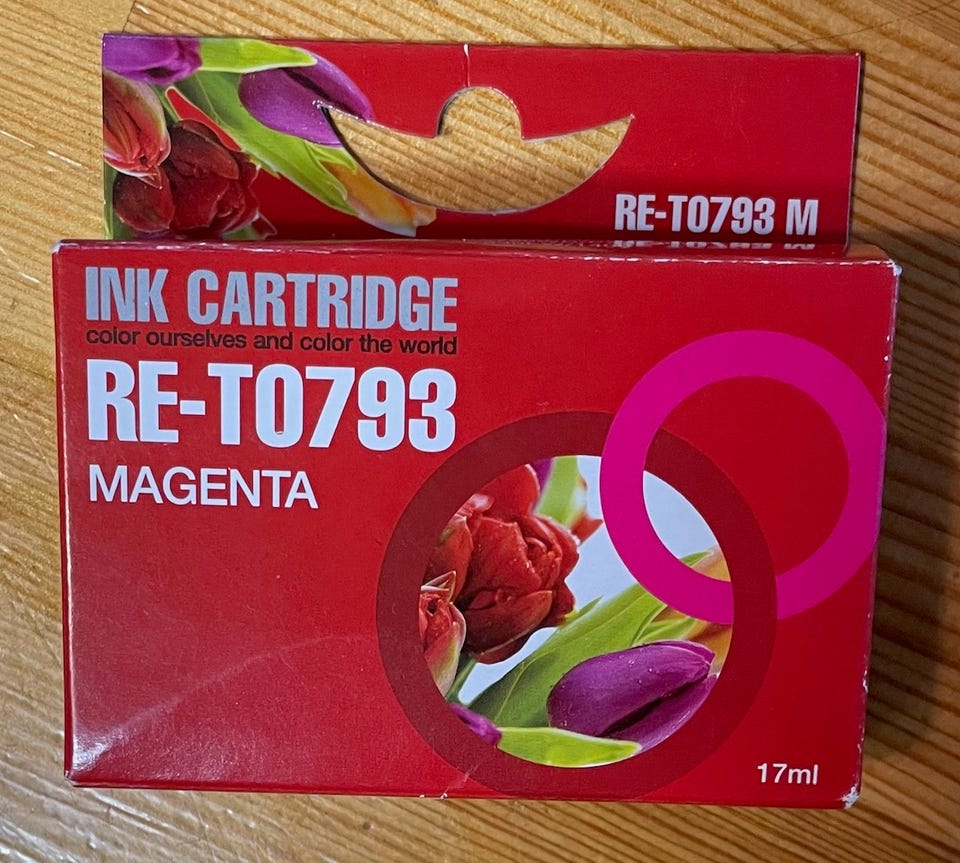 RE-T0793 M
INK CARTRIDGE
color ourselves and color the world
RE-T0793
MAGENTA
17ml